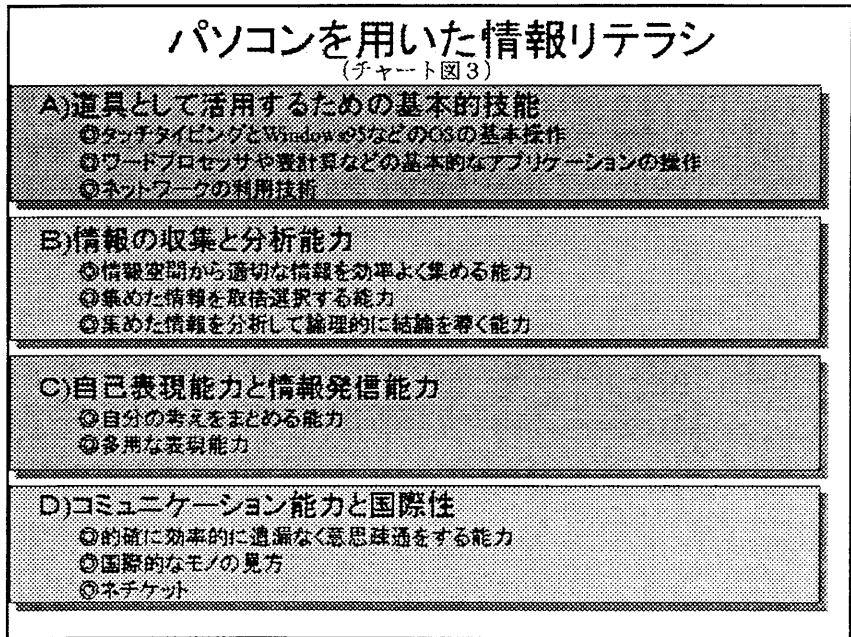 パソコンを用いた情報リテラシ
(チャート図3)
A)道具として活用するための基本的技能
◎タッチタイピングとWindows95などのOSの基本操作
◎ワードプロセッサや表計算などの基本的なアプリケーションの操作
◎ネットワークの利用技術
B)情報の収集と分析能力
◎情報空間から適切な情報を効率よく集める能力
◎集めた情報を取捨選択する能力
◎集めた情報を分析して論理的に結論を導く能力
C)自己表現能力と情報発信能力
◎自分の考えをまとめる能力
◎多用な表現能力
D)コミュニケーション能力と国際性
◎的確に効率的に遺漏なく意思疎通をする能力
◎国際的なモノの見方
◎ネチケット